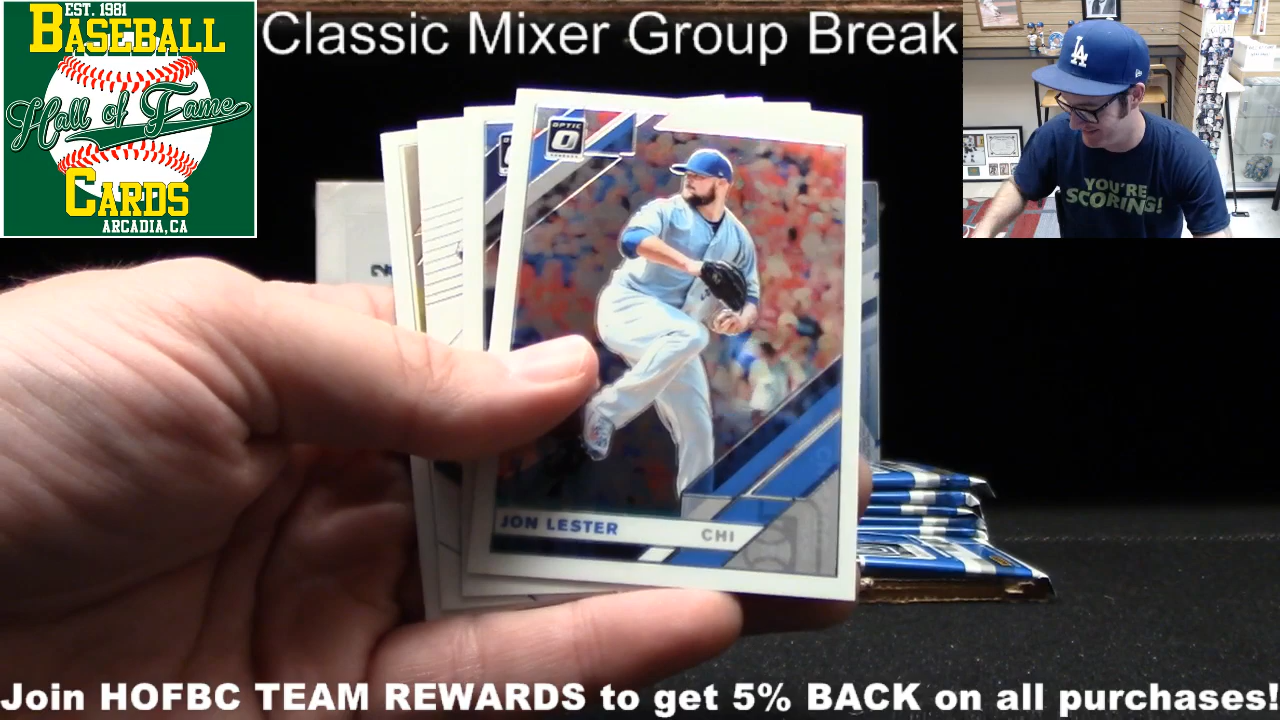 EST. 1981
BASEBALL
Hall of Fame
CARDS
ARCADIA, CA
Classic Mixer Group Break
LA
YOU'RE
SCORING!
OPTIC
JON LESTER
CHI
Join HOFBC TEAM REWARDS to get 5% BACK on all purchases!